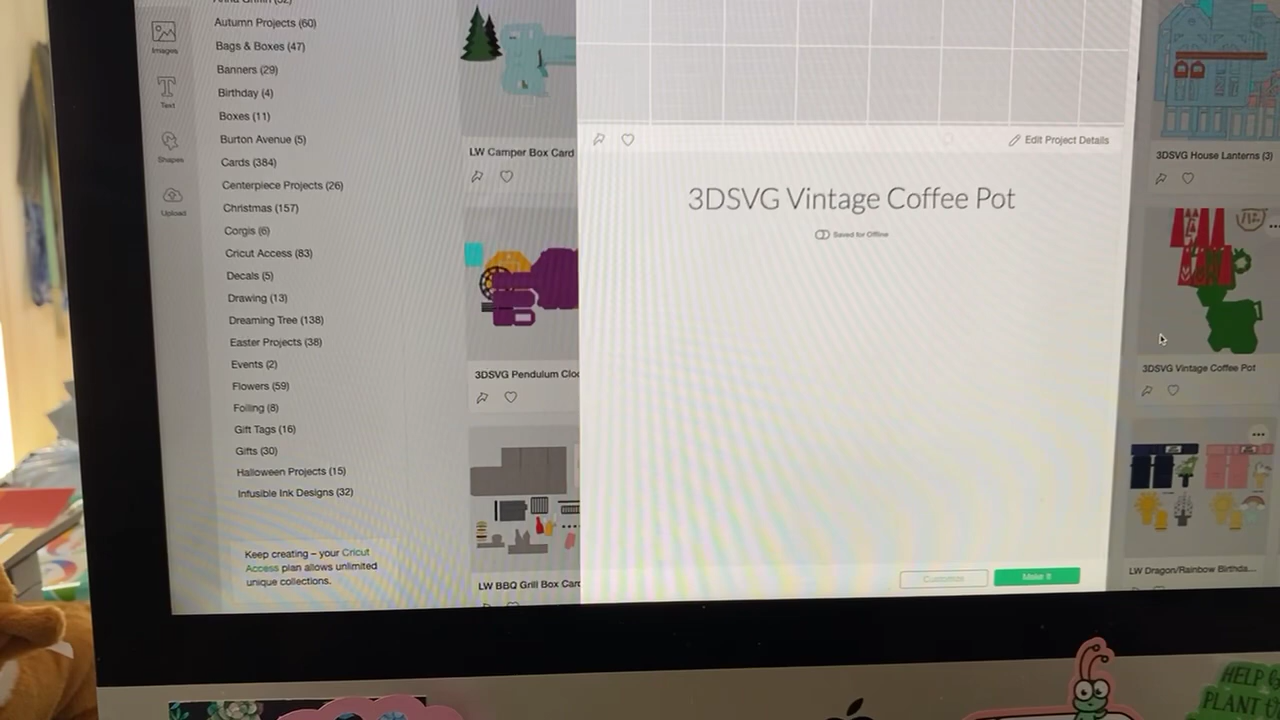 Images
Text
Shapes
Upload
Autumn Projects (60)
Bags & Boxes (47)
Banners (29)
Birthday (4)
Boxes (11)
Burton Avenue (5)
Cards (384)
Centerpiece Projects (26)
Christmas (157)
Corgis (6)
Cricut Access (83)
Decals (5)
Drawing (13)
Dreaming Tree (138)
Easter Projects (38)
Events (2)
Flowers (59)
Foiling (8)
Gift Tags (16)
Gifts (30)
Halloween Projects (15)
Infusible Ink Designs (32)
Keep creating – your Cricut
Access plan allows unlimited
unique collections.
LW Camper Box Card
3DSVG Pendulum Cloc
LW BBQ Grill Box Card
Edit Project Details
3DSVG Vintage Coffee Pot
Saved for Offline
Customize
Make It
3DSVG House Lanterns (3)
3DSVG Vintage Coffee Pot
LW Dragon/Rainbow Birthda...
HELP
PLANT